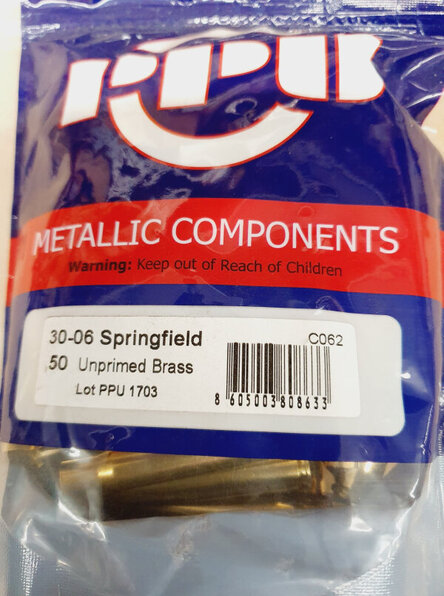 PPU
METALLIC COMPONENTS
Warning: Keep out of Reach of Children
30-06 Springfield
C062
50 Unprimed Brass
Lot PPU 1703
8 605003 808633